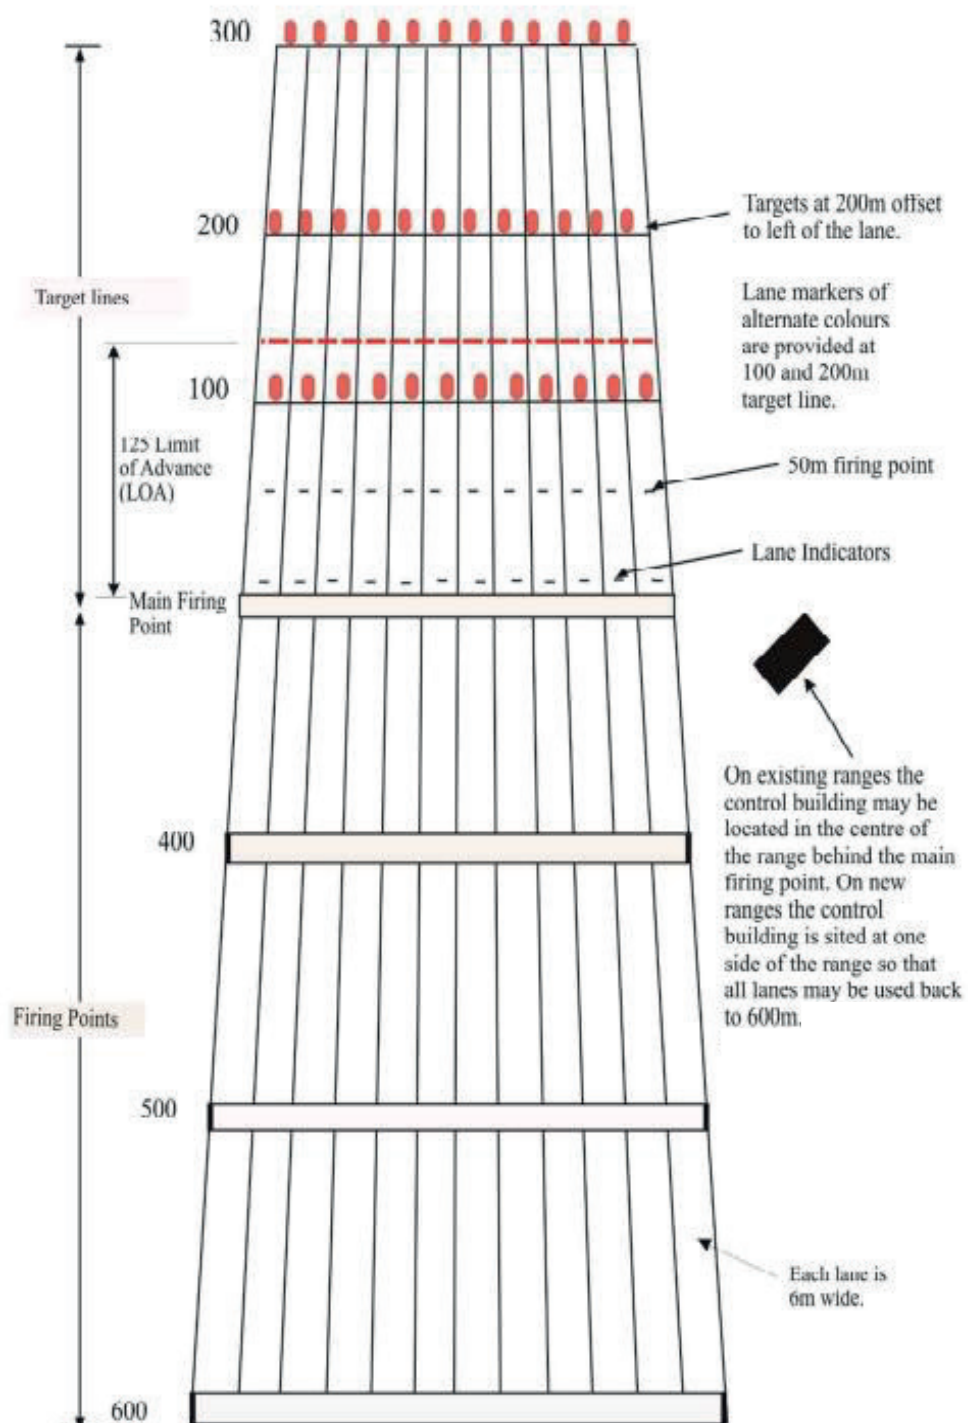 300
200
Targets at 200m offset
to left of the lane.
Target lines
Lane markers of
alternate colours
are provided at
100 and 200m
target line.
100
125 Limit
of Advance
(LOA)
50m firing point
Lane Indicators
Main Firing
Point
On existing ranges the
control building may be
located in the centre of
the range behind the main
firing point. On new
ranges the control
building is sited at one
side of the range so that
all lanes may be used back
to 600m.
400
Firing Points
500
Each lane is
6m wide.
600